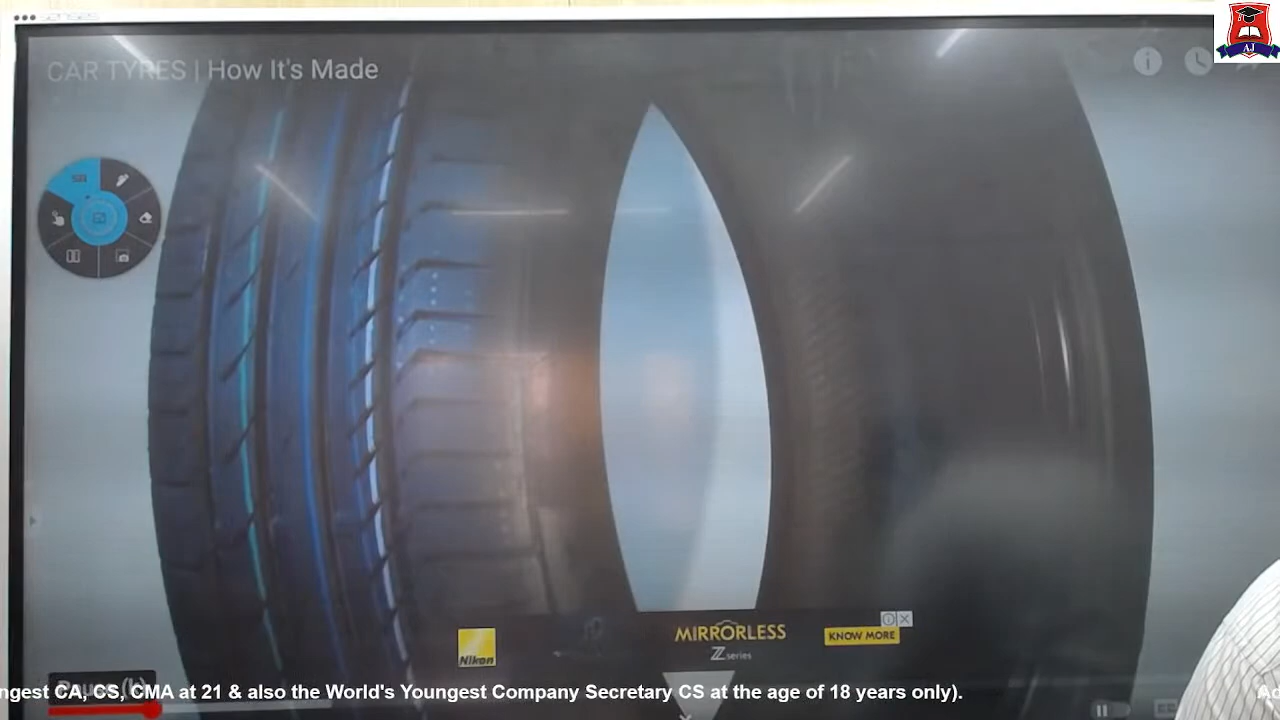 CAR TYRES | How It's Made
AJ
MIRRORLESS
Z series
Nikon
KNOW MORE
Pause (k)
ngest CA, CS, CMA at 21 & also the World's Youngest Company Secretary CS at the age of 18 years only).